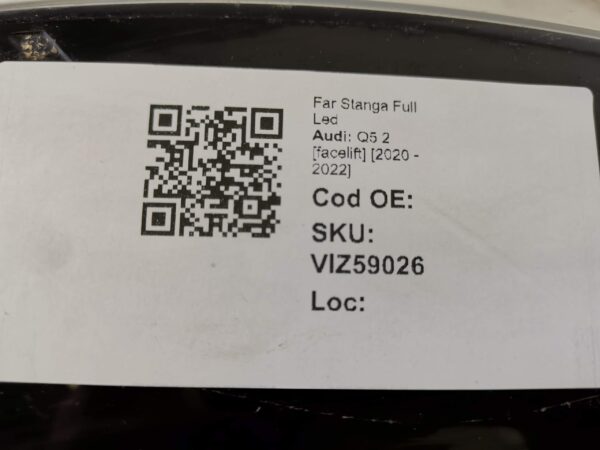 Far Stanga Full
Led
Audi: Q5 2
[facelift] [2020 -
2022]
Cod OE:
SKU:
VIZ59026
Loc: